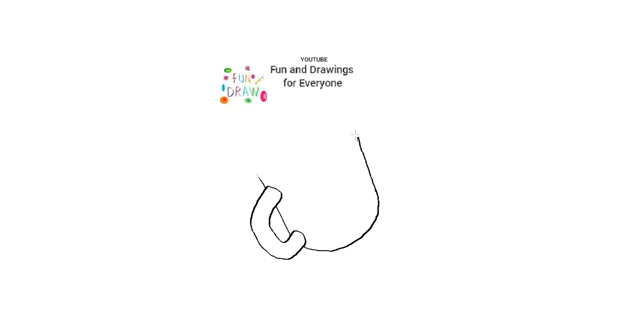 YOUTUBE
Fun and Drawings
for Everyone
FUN
DRAW